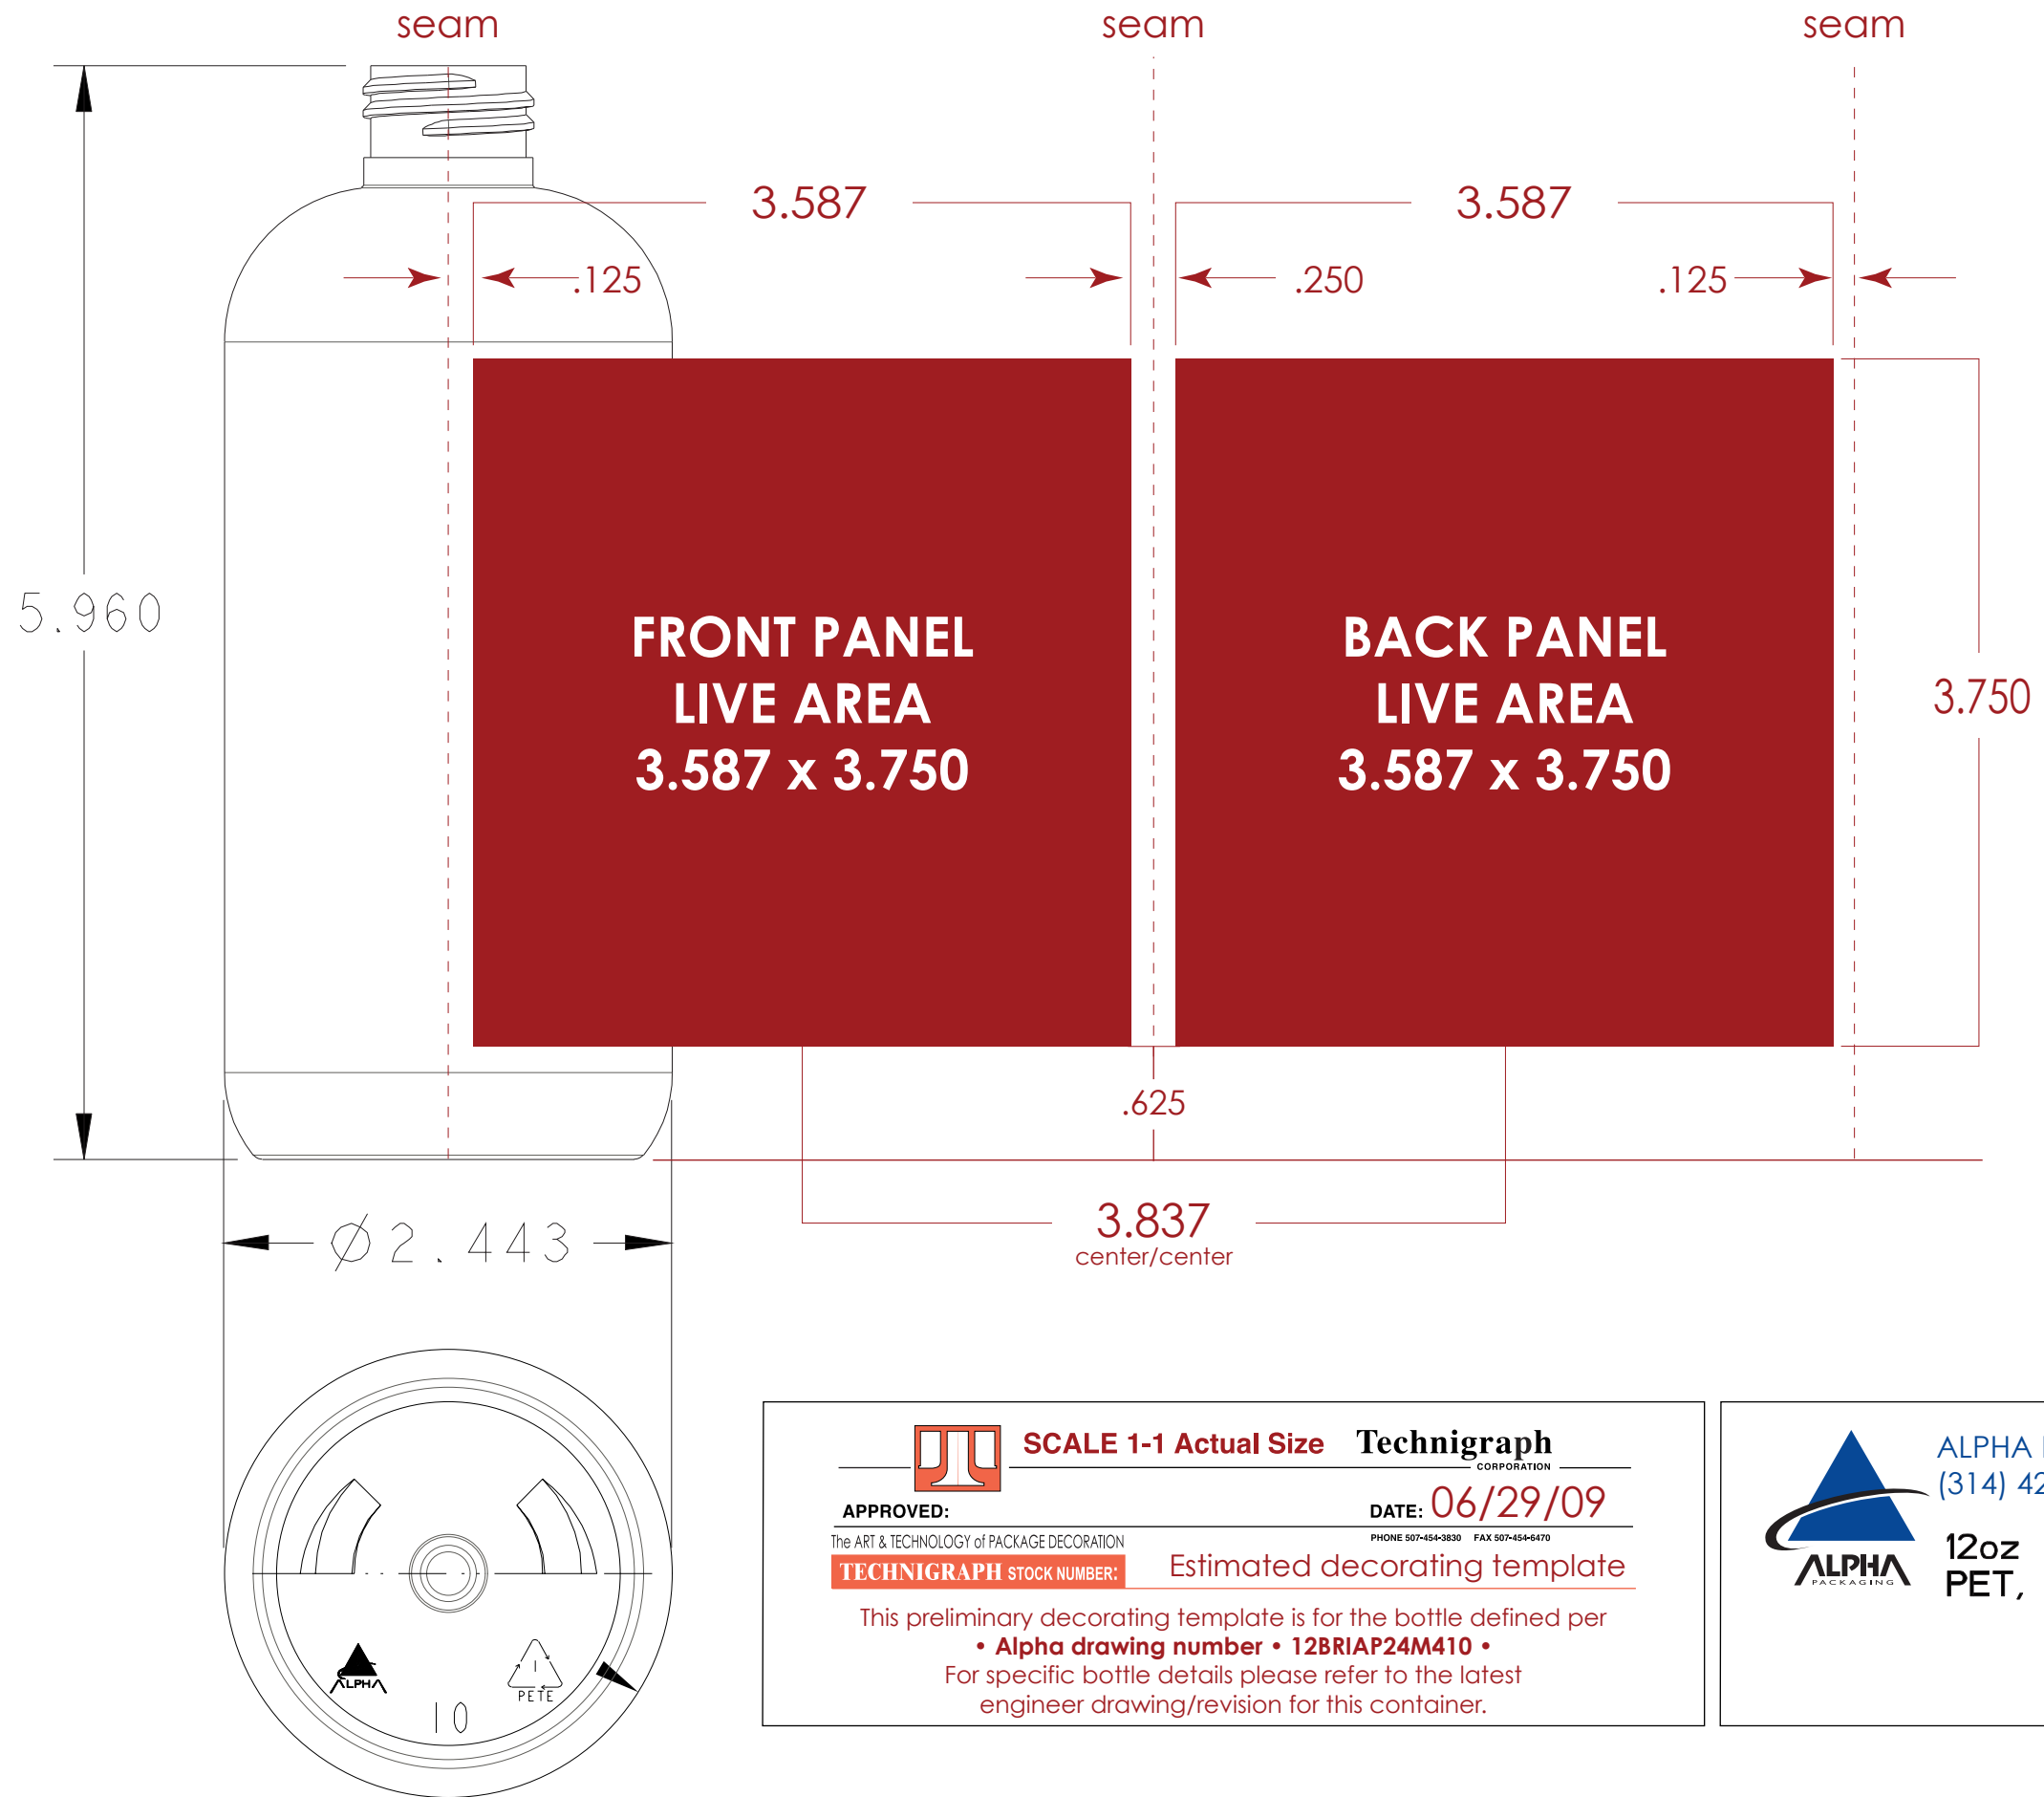 seam
seam
seam
3.587
3.587
.125
.250
.125
5.960
FRONT PANEL
LIVE AREA
3.587 x 3.750
BACK PANEL
LIVE AREA
3.587 x 3.750
3.750
.625
3.837
center/center
Ø2.443
ALPHA
1
PETE
10
SCALE 1-1 Actual Size
Technigraph
CORPORATION
APPROVED:
DATE: 06/29/09
The ART & TECHNOLOGY of PACKAGE DECORATION
PHONE 507-454-3830 FAX 507-454-6470
TECHNIGRAPH STOCK NUMBER:
Estimated decorating template
This preliminary decorating template is for the bottle defined per
• Alpha drawing number • 12BRIAP24M410 •
For specific bottle details please refer to the latest
engineer drawing/revision for this container.
ALPHA
PACKAGING
ALPHA
(314) 42
12oz
PET,